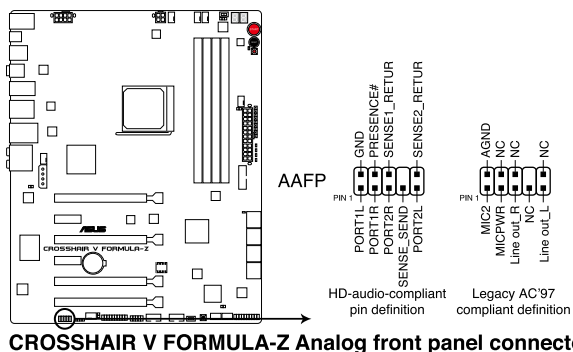 ASUS
CROSSHAIR V FORMULA-Z
AAFP
PIN 1
GND
PRESENCE#
SENSE1_RETUR
SENSE2_RETUR
PORT1L
PORT1R
PORT2R
SENSE_SEND
PORT2L
HD-audio-compliant
pin definition
PIN 1
AGND
NC
NC
NC
MIC2
MICPWR
Line out_R
NC
Line out_L
Legacy AC'97
compliant definition
CROSSHAIR V FORMULA-Z Analog front panel connecto